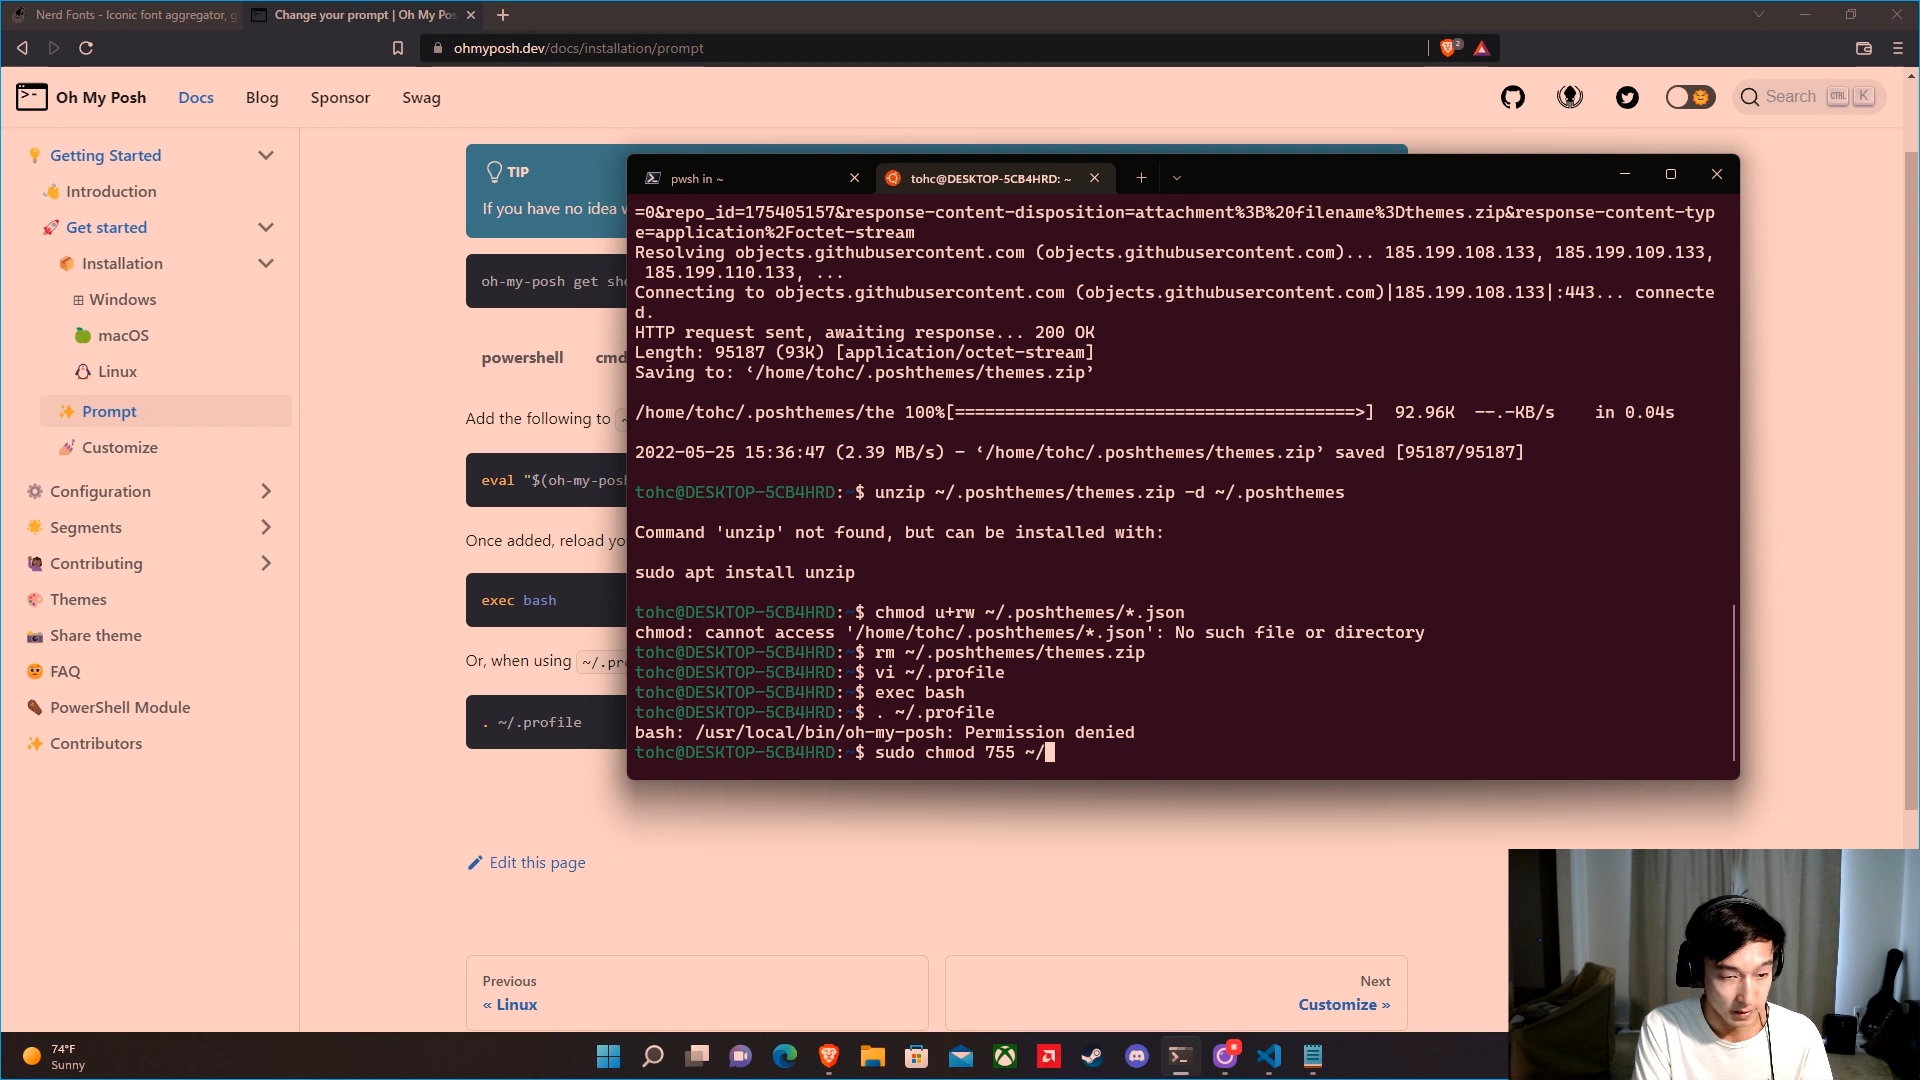 Nerd Fonts - Iconic font aggregator, g
Change your prompt | Oh My Pos
ohmyposh.dev/docs/installation/prompt
2
Oh My Posh
Docs
Blog
Sponsor
Swag
Search
CTRL
K
Getting Started
Introduction
Get started
Installation
Windows
macOS
Linux
Prompt
Customize
Configuration
Segments
Contributing
Themes
Share theme
FAQ
PowerShell Module
Contributors
TIP
If you have no idea w
oh-my-posh get she
powershell
cmd
Add the following to
eval "$(oh-my-posh
Once added, reload yo
exec bash
Or, when using ~/.pro
. ~/.profile
Edit this page
Previous
« Linux
Next
Customize »
pwsh in ~
tohc@DESKTOP-5CB4HRD: ~
=0&repo_id=175405157&response-content-disposition=attachment%3B%20filename%3Dthemes.zip&response-content-typ
e=application%2Foctet-stream
Resolving objects.githubusercontent.com (objects.githubusercontent.com)... 185.199.108.133, 185.199.109.133,
185.199.110.133, ...
Connecting to objects.githubusercontent.com (objects.githubusercontent.com)|185.199.108.133|:443... connecte
d.
HTTP request sent, awaiting response... 200 OK
Length: 95187 (93K) [application/octet-stream]
Saving to: ‘/home/tohc/.poshthemes/themes.zip’
/home/tohc/.poshthemes/the 100%[========================================>] 92.96K --.-KB/s in 0.04s
2022-05-25 15:36:47 (2.39 MB/s) - ‘/home/tohc/.poshthemes/themes.zip’ saved [95187/95187]
tohc@DESKTOP-5CB4HRD:~$ unzip ~/.poshthemes/themes.zip -d ~/.poshthemes
Command 'unzip' not found, but can be installed with:
sudo apt install unzip
tohc@DESKTOP-5CB4HRD:~$ chmod u+rw ~/.poshthemes/*.json
chmod: cannot access '/home/tohc/.poshthemes/*.json': No such file or directory
tohc@DESKTOP-5CB4HRD:~$ rm ~/.poshthemes/themes.zip
tohc@DESKTOP-5CB4HRD:~$ vi ~/.profile
tohc@DESKTOP-5CB4HRD:~$ exec bash
tohc@DESKTOP-5CB4HRD:~$ . ~/.profile
bash: /usr/local/bin/oh-my-posh: Permission denied
tohc@DESKTOP-5CB4HRD:~$ sudo chmod 755 ~/
74°F
Sunny